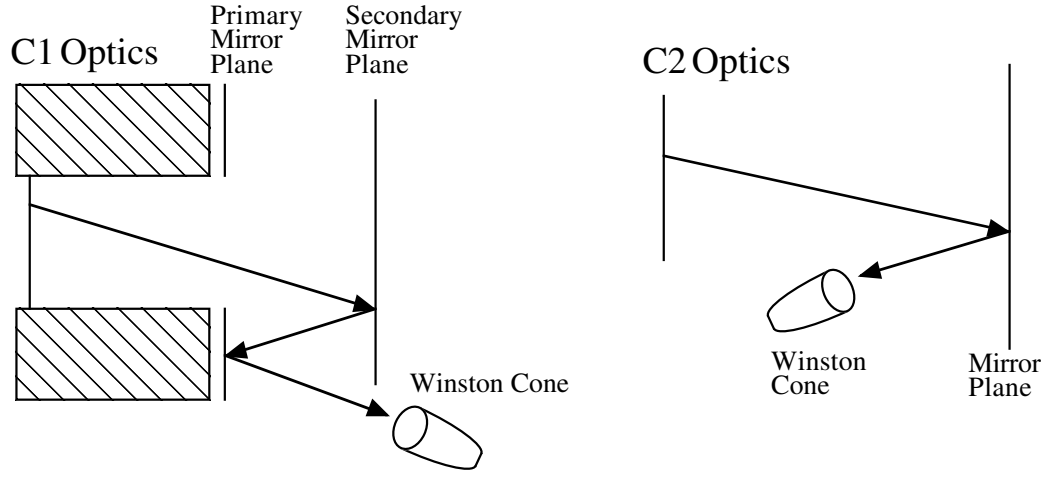 C1 Optics
Primary
Mirror
Plane
Secondary
Mirror
Plane
Winston Cone
C2 Optics
Winston
Cone
Mirror
Plane